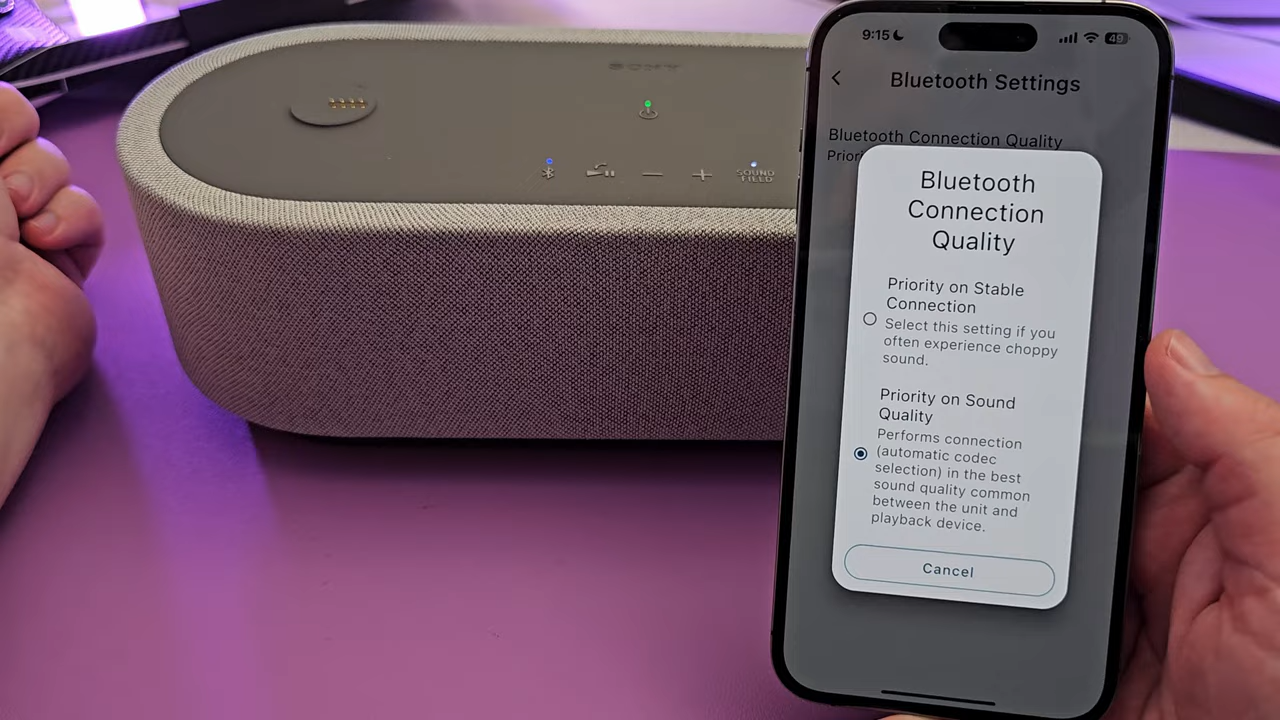 SONY
SOUND
FIELD
9:15
49
Bluetooth Settings
Bluetooth Connection Quality
Bluetooth
Connection
Quality
Priority on Stable
Connection
Select this setting if you
often experience choppy
sound.
Priority on Sound
Quality
Performs connection
(automatic codec
selection) in the best
sound quality common
between the unit and
playback device.
Cancel